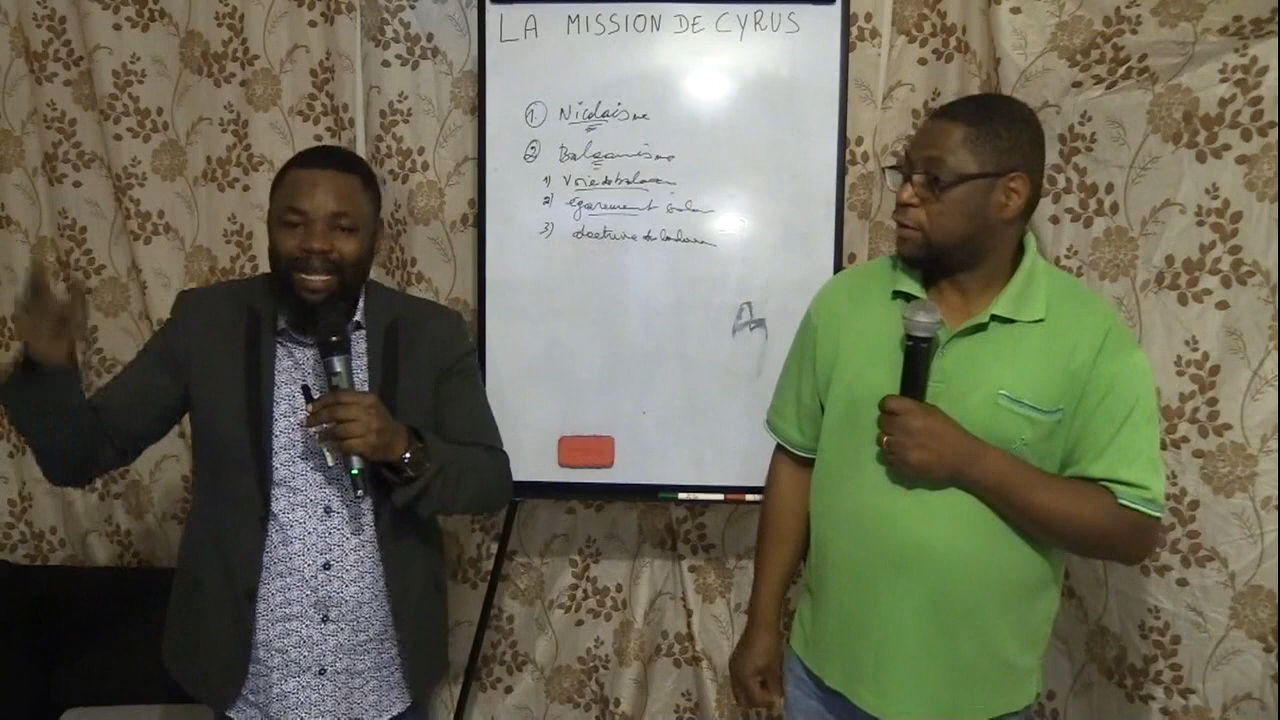 LA MISSION DE CYRUS
1. Nicolaisme
2 Balaamisme
1) Voie de balaam
2) égarement
3) doctrine de balaam